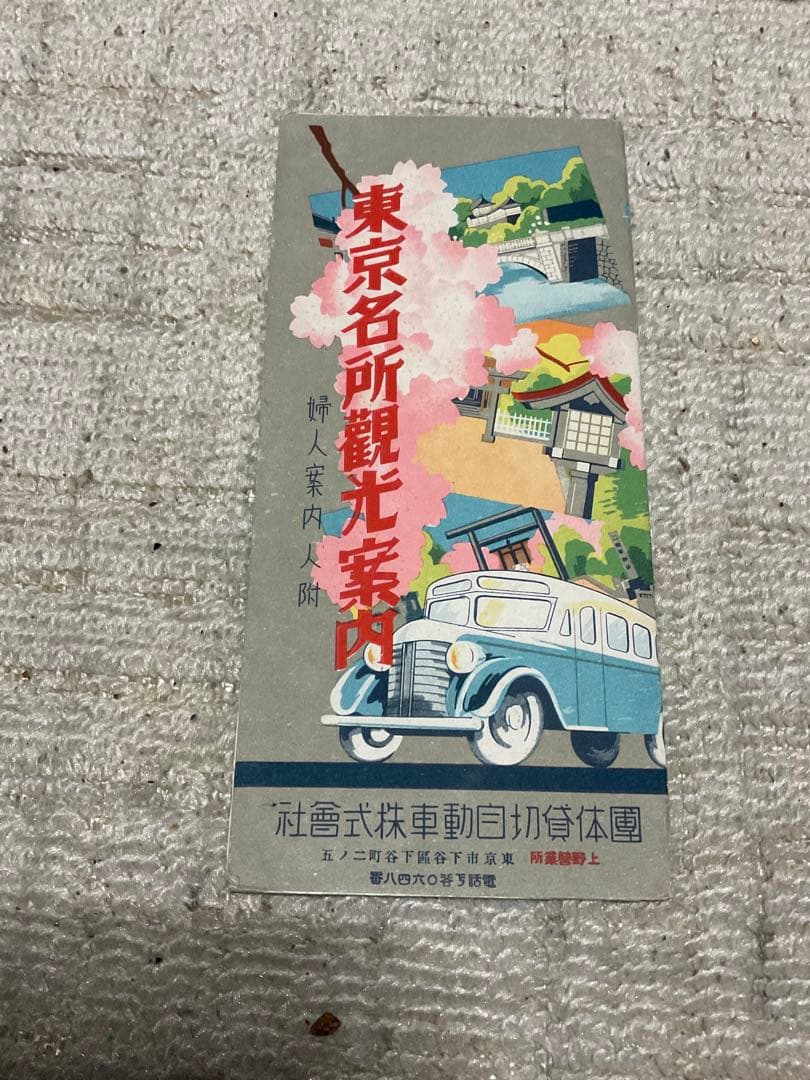 東京名所觀光案内
婦人案内人附
社會式株車動自切貸体團
上野營業所 五ノ二町谷下區谷下市京東
番八四六〇谷下話電